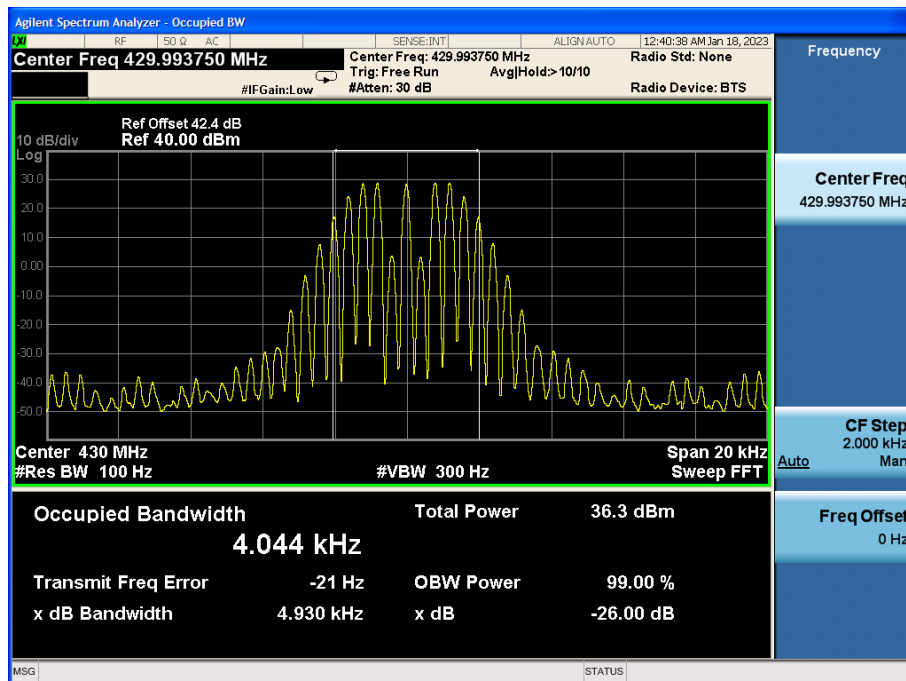 Agilent Spectrum Analyzer - Occupied BW
LXI RF 50 Ω AC SENSE:INT ALIGN AUTO 12:40:38 AM Jan 18, 2023
Center Freq 429.993750 MHz Center Freq: 429.993750 MHz Radio Std: None
Trig: Free Run Avg|Hold:>10/10
#IFGain:Low #Atten: 30 dB Radio Device: BTS
Frequency
Ref Offset 42.4 dB
10 dB/div Ref 40.00 dBm
Log
30.0
20.0
10.0
0.00
-10.0
-20.0
-30.0
-40.0
-50.0
Center 430 MHz Span 20 kHz
#Res BW 100 Hz #VBW 300 Hz Sweep FFT
Occupied Bandwidth Total Power 36.3 dBm
4.044 kHz
Transmit Freq Error -21 Hz OBW Power 99.00 %
x dB Bandwidth 4.930 kHz x dB -26.00 dB
Center Freq
429.993750 MHz
CF Step
2.000 kHz
Auto Man
Freq Offset
0 Hz
MSG STATUS